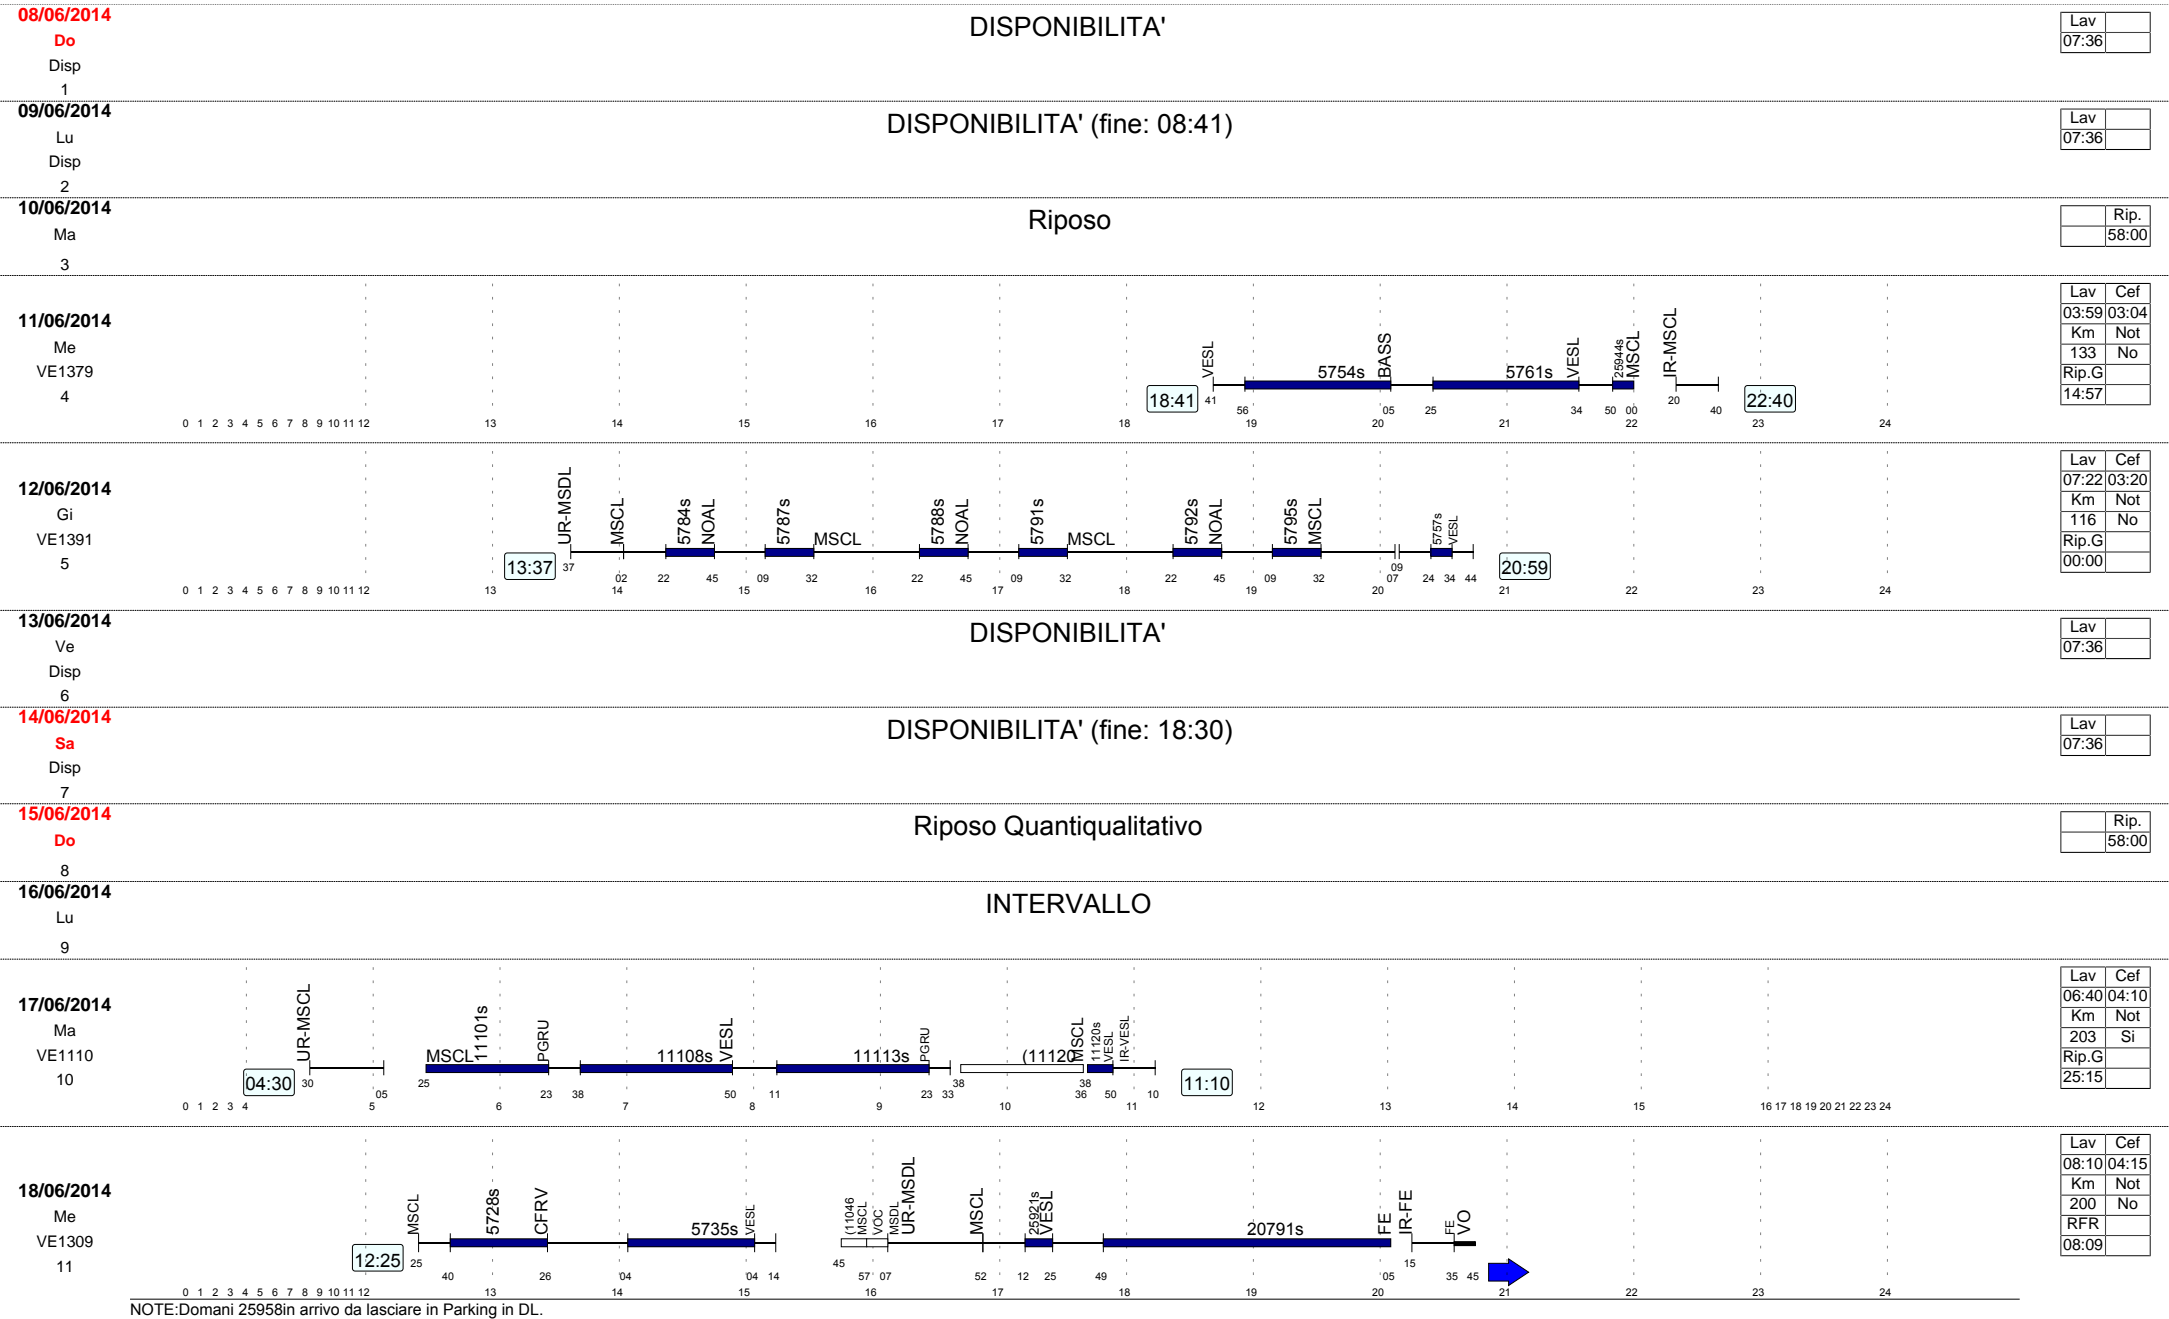 08/06/2014
Do
Disp
1
DISPONIBILITA'
Lav
07:36
09/06/2014
Lu
Disp
2
DISPONIBILITA' (fine: 08:41)
Lav
07:36
10/06/2014
Ma
3
Riposo
Rip.
58:00
11/06/2014
Me
VE1379
4
18:41
VESL 5754s BASS 5761s VESL 25944s MSCL IR-MSCL
41 56 05 25 34 50 00 20 40
22:40
0 1 2 3 4 5 6 7 8 9 10 11 12 13 14 15 16 17 18 19 20 21 22 23 24
Lav Cef
03:59 03:04
Km Not
133 No
Rip.G
14:57
12/06/2014
Gi
VE1391
5
13:37
UR-MSDL MSCL 5784s NOAL 5787s MSCL 5788s NOAL 5791s MSCL 5792s NOAL 5795s MSCL 5757s VESL
37 02 22 45 09 32 22 45 09 32 22 45 09 32 07 09 24 34 44
20:59
0 1 2 3 4 5 6 7 8 9 10 11 12 13 14 15 16 17 18 19 20 21 22 23 24
Lav Cef
07:22 03:20
Km Not
116 No
Rip.G
00:00
13/06/2014
Ve
Disp
6
DISPONIBILITA'
Lav
07:36
14/06/2014
Sa
Disp
7
DISPONIBILITA' (fine: 18:30)
Lav
07:36
15/06/2014
Do
8
Riposo Quantiqualitativo
Rip.
58:00
16/06/2014
Lu
9
INTERVALLO
17/06/2014
Ma
VE1110
10
04:30
UR-MSCL MSCL 11101s PGRU 11108s VESL 11113s PGRU (11120 MSCL 11120s VESL IR-VESL
30 05 25 23 38 50 11 23 33 38 36 38 50 10
11:10
0 1 2 3 4 5 6 7 8 9 10 11 12 13 14 15 16 17 18 19 20 21 22 23 24
Lav Cef
06:40 04:10
Km Not
203 Si
Rip.G
25:15
18/06/2014
Me
VE1309
11
12:25
MSCL 5728s CFRV 5735s VESL (11046 MSCL VOC MSDL UR-MSDL MSCL 25921s VESL 20791s FE IR-FE FE VO
25 40 26 04 04 14 45 57 07 52 12 25 49 05 15 35 45
0 1 2 3 4 5 6 7 8 9 10 11 12 13 14 15 16 17 18 19 20 21 22 23 24
Lav Cef
08:10 04:15
Km Not
200 No
RFR
08:09
NOTE:Domani 25958in arrivo da lasciare in Parking in DL.